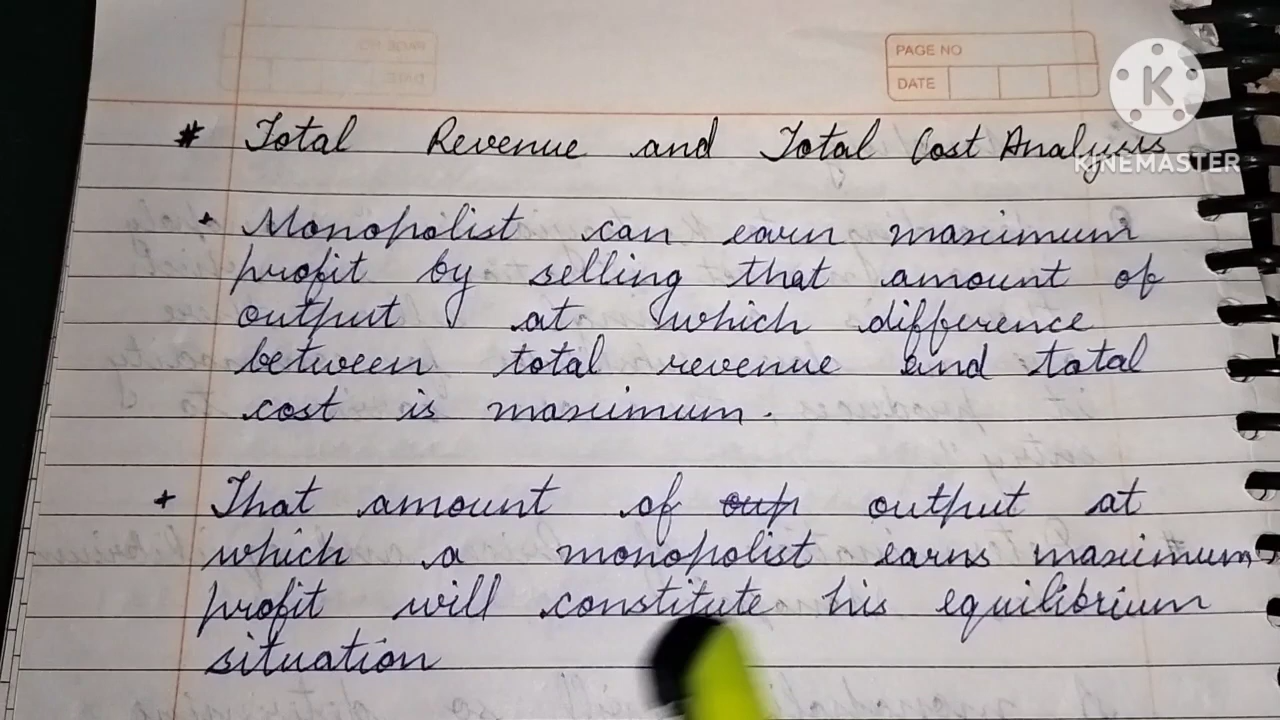 PAGE NO
DATE
K
KINEMASTER
* Total Revenue and Total Cost Analysis
Monopolist can earn maximum
profit by selling that amount of
output at which difference
between total revenue and total
cost is maximum.
+ That amount of oup output at
which a monopolist earns maximum
profit will constitute his equilibrium
situation